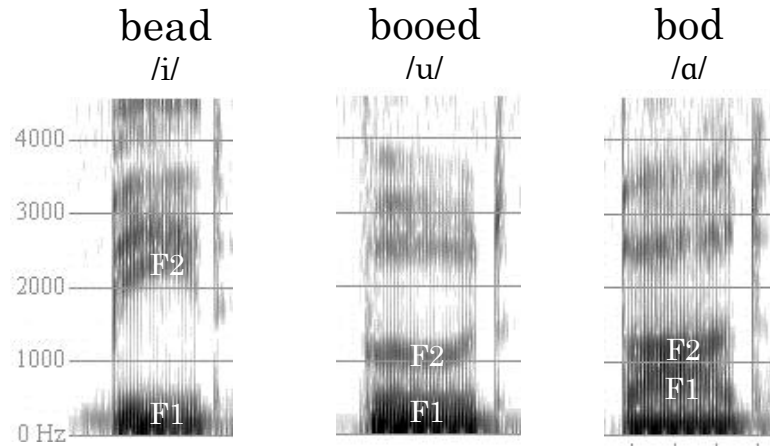 bead booed bod
/i/ /u/ /ɑ/
4000
3000
F2
2000
F2 F2
1000
F1
F1 F1
0 Hz